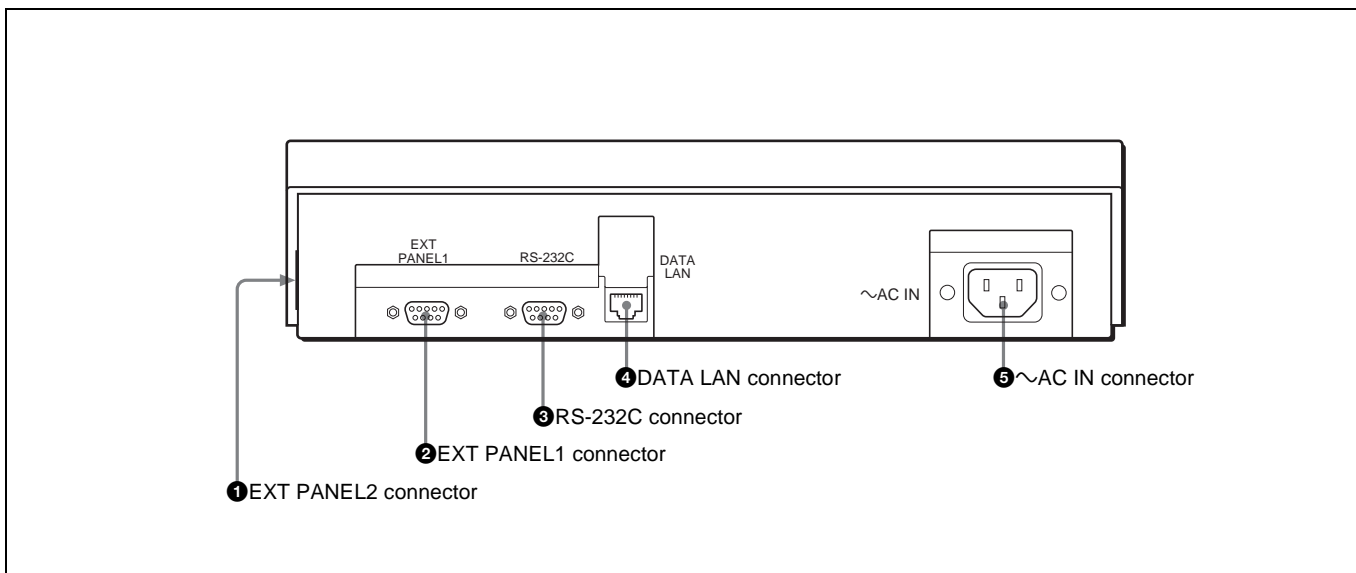 EXT
PANEL1
RS-232C
DATA
LAN
~AC IN
❹DATA LAN connector
❺~AC IN connector
❸RS-232C connector
❷EXT PANEL1 connector
❶EXT PANEL2 connector